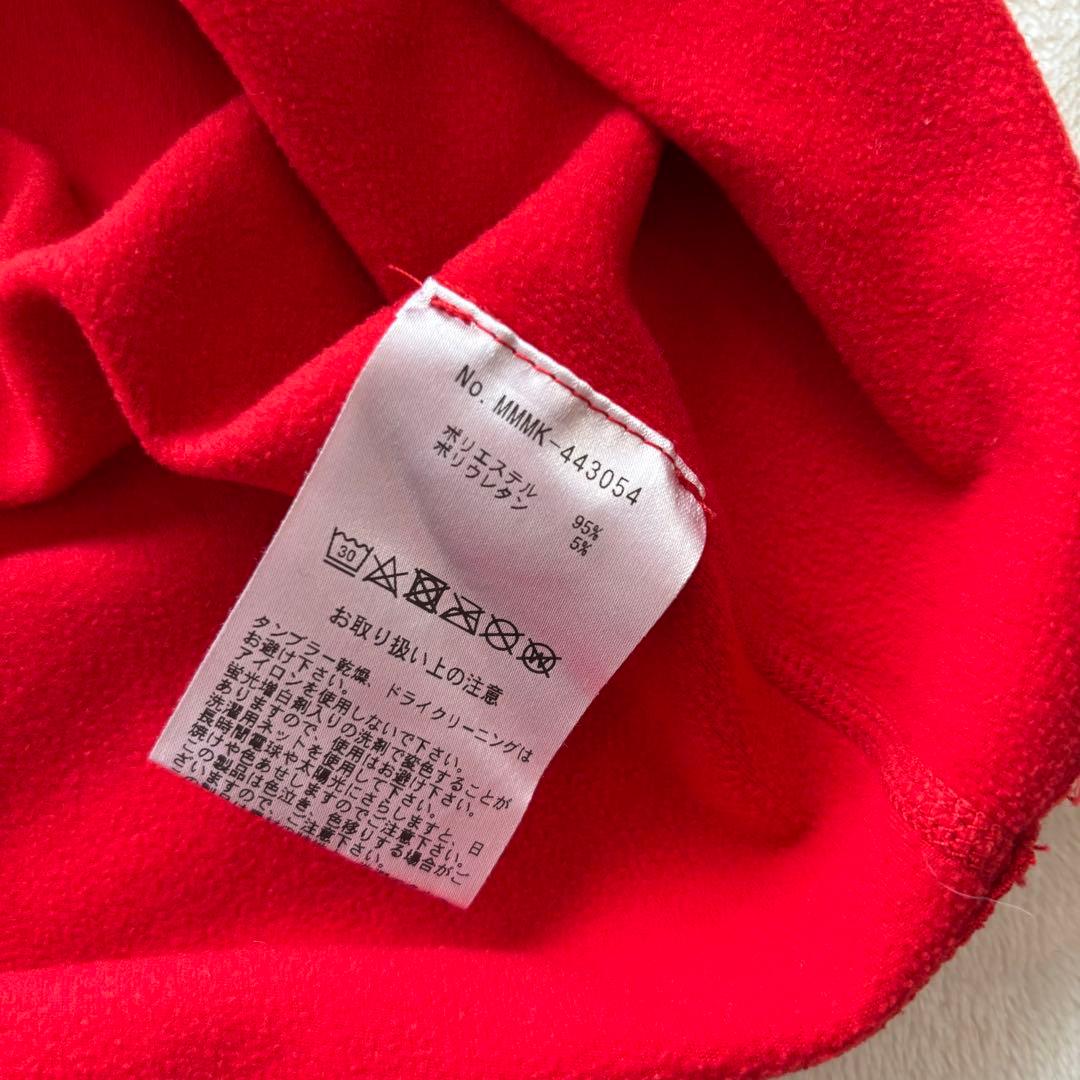 No. MMMK-443054
ポリエステル 95%
ポリウレタン 5%
30
W
お取り扱い上の注意
タンブラー乾燥、ドライクリーニングは
お避け下さい。
アイロンを使用しないで下さい。
蛍光増白剤入りの洗剤で変色することが
ありますので、使用はお避け下さい。
洗濯用ネットを使用して下さい。
長時間電球や太陽光にさらしますと、日
焼けや色あせしますのでご注意下さい。
この製品は色泣き、色移りする場合がご
ざいますのでご注意下さい。